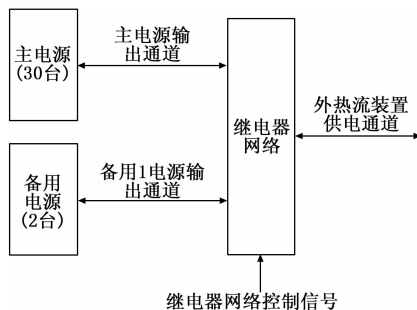 主电源
(30台)
主电源输
出通道
继电器
网络
外热流装置
供电通道
备用
电源
(2台)
备用1电源输
出通道
继电器网络控制信号